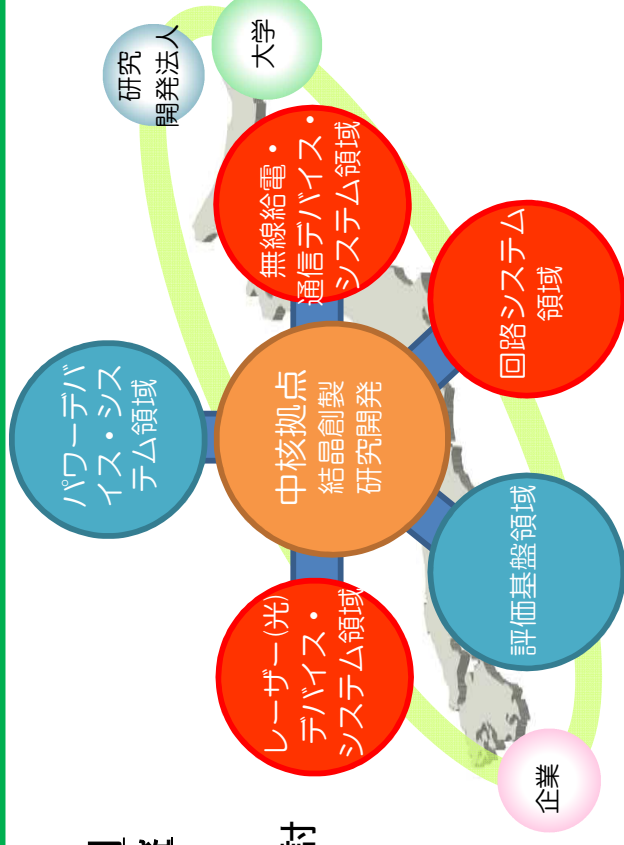 研究
開発法人
大学
パワーデバ
イス・シス
テム領域
無線給電・
通信デバイス・
システム領域
中核拠点
結晶創製
研究開発
回路システム
領域
レーザー(光)
デバイス・
システム領域
評価基盤領域
企業
討